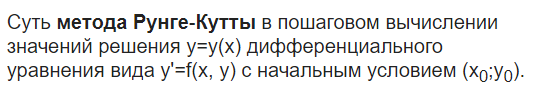 Суть метода Рунге-Кутты в пошаговом вычислении
значений решения y=y(x) дифференциального
уравнения вида y'=f(x, y) с начальным условием (x₀;y₀).